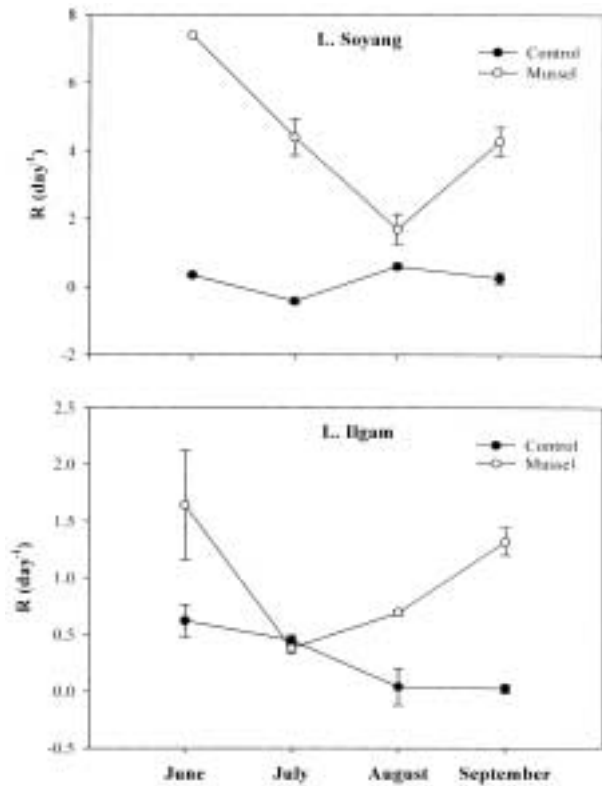 L. Soyang
Control
Mussel
R (day-1)
8
6
4
2
0
-2
L. Ilgam
Control
Mussel
R (day-1)
2.5
2.0
1.5
1.0
0.5
0.0
-0.5
June July August September